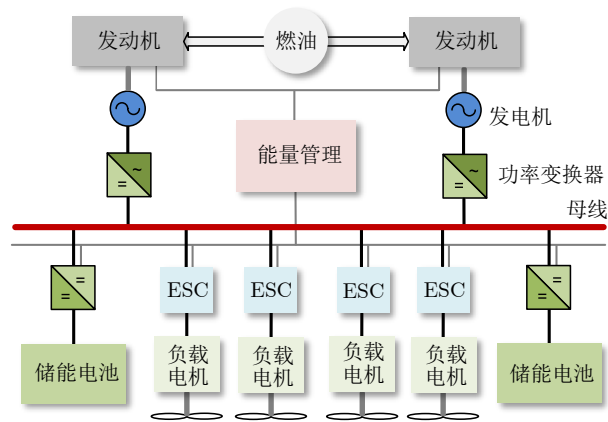 发动机
燃油
发动机
发电机
能量管理
功率变换器
~
=
~
=
母线
=
=
ESC
ESC
ESC
ESC
=
=
储能电池
负载
电机
负载
电机
负载
电机
负载
电机
储能电池